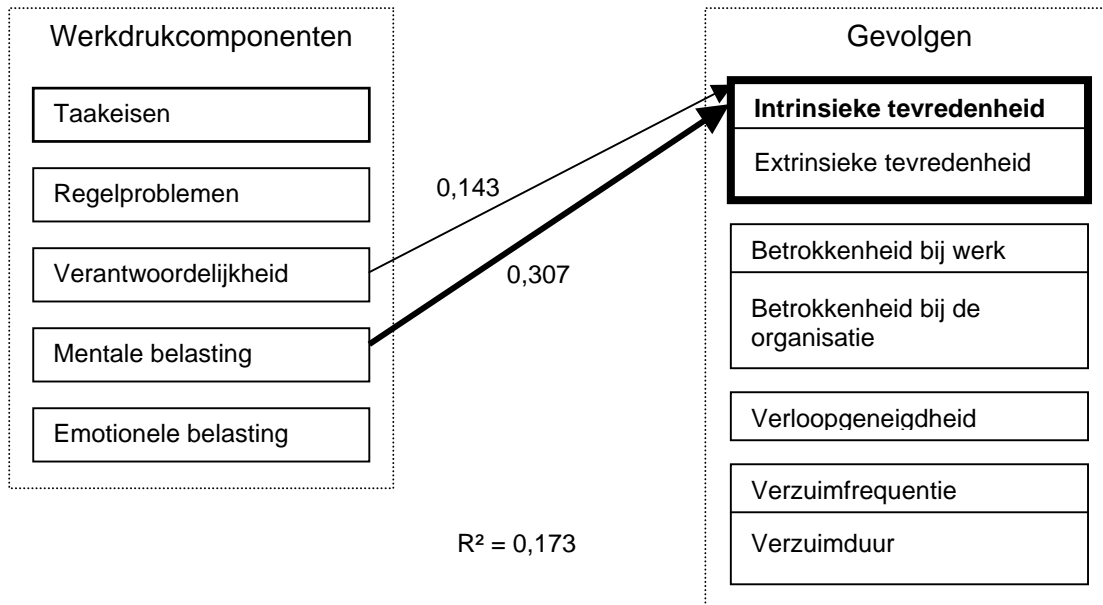 Werkdrukcomponenten
Taakeisen
Regelproblemen
Verantwoordelijkheid
Mentale belasting
Emotionele belasting
0,143
0,307
R² = 0,173
Gevolgen
Intrinsieke tevredenheid
Extrinsieke tevredenheid
Betrokkenheid bij werk
Betrokkenheid bij de
organisatie
Verloopgeneigdheid
Verzuimfrequentie
Verzuimduur